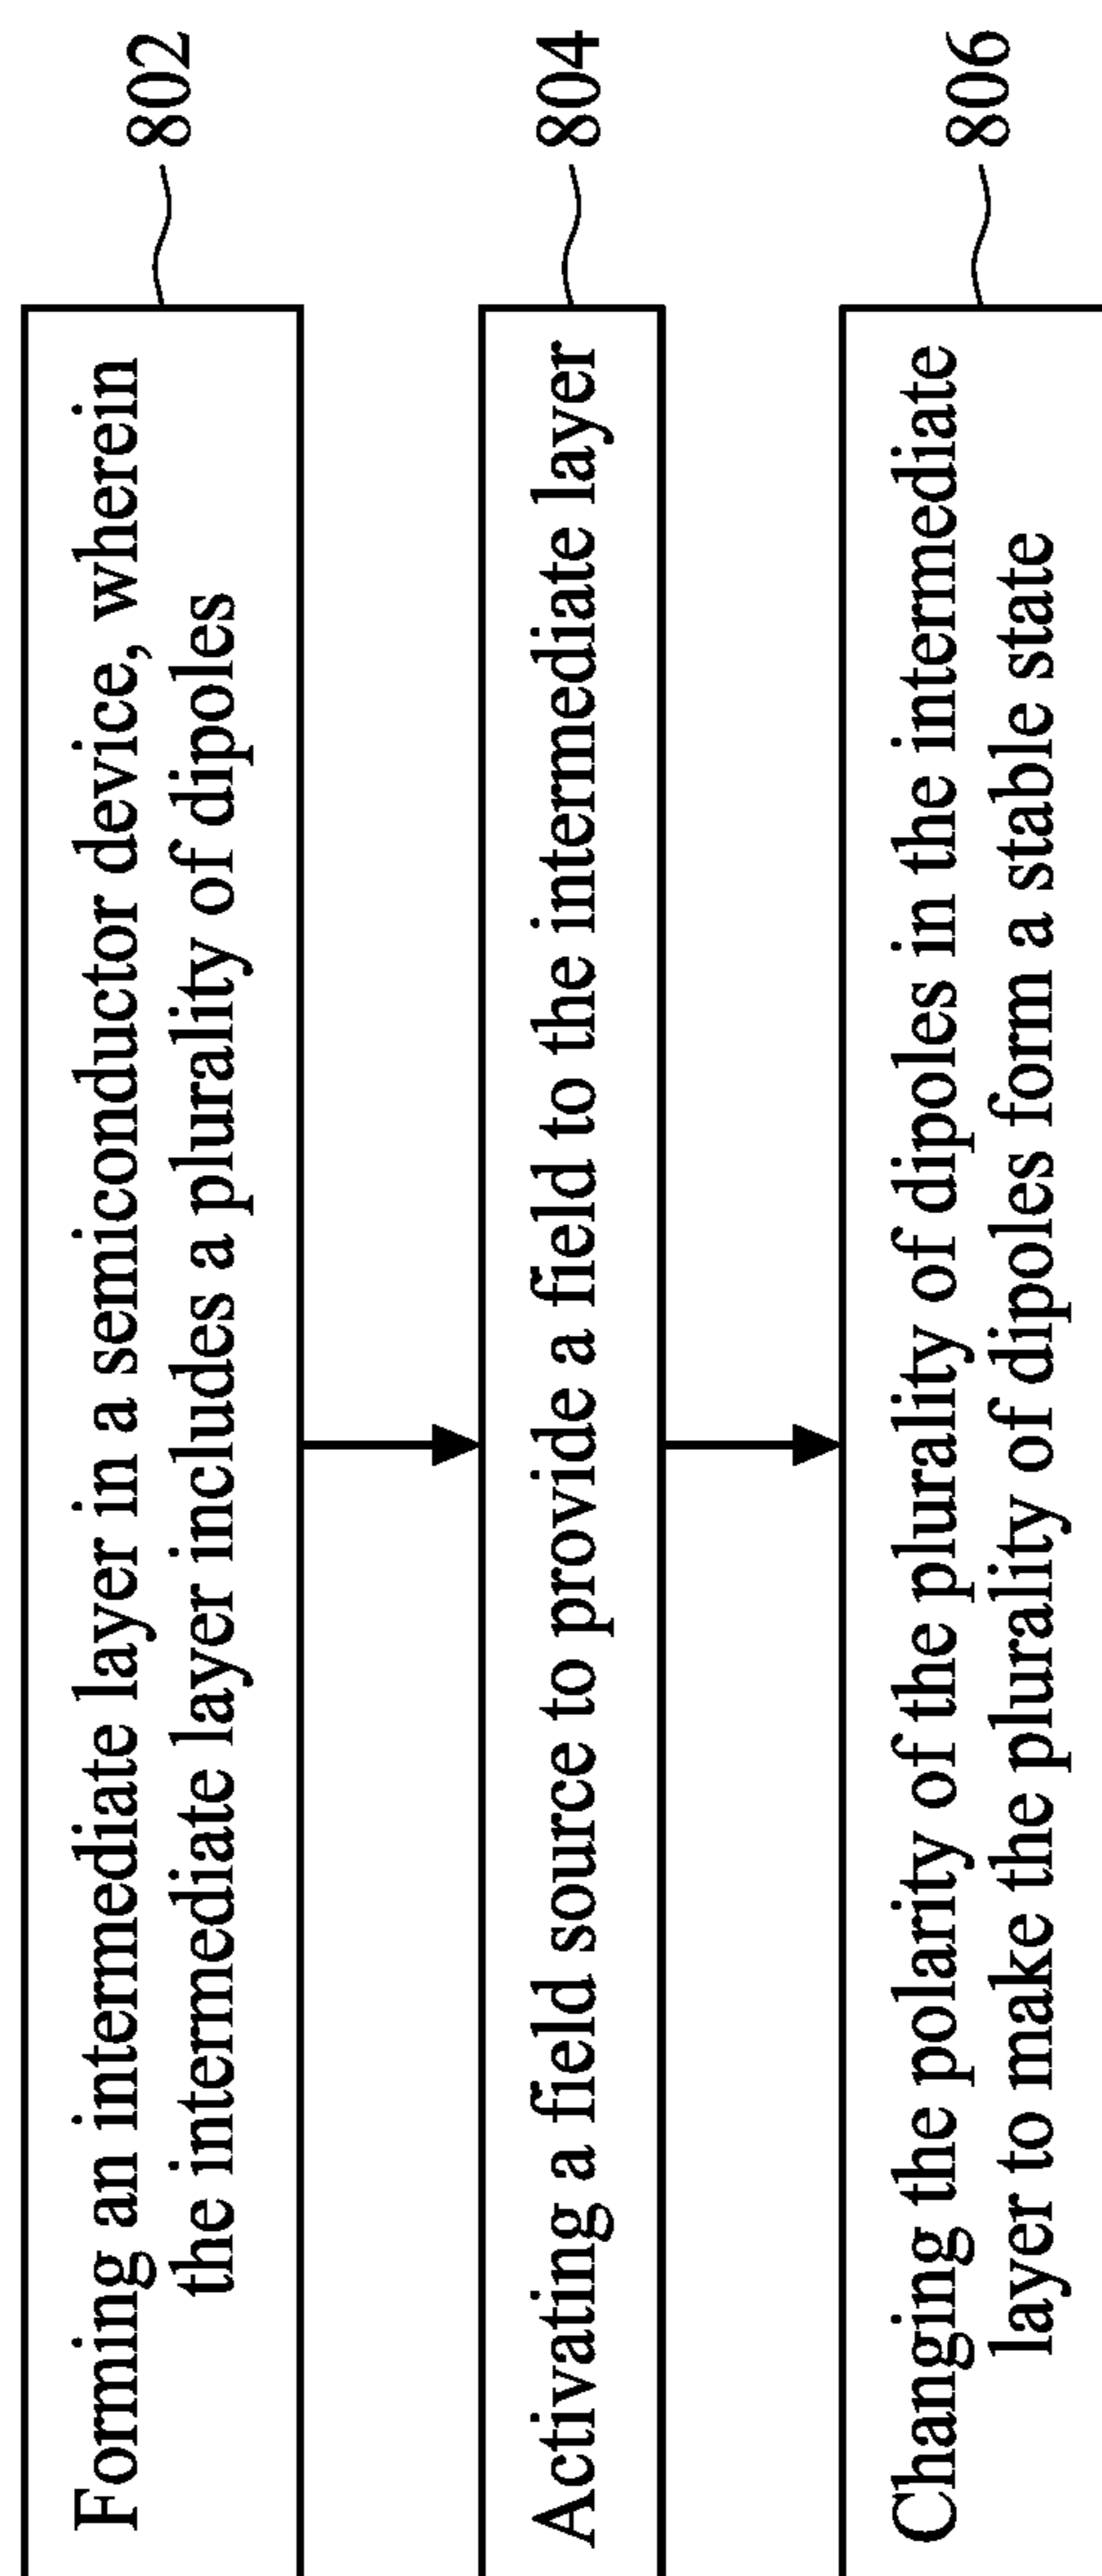 Forming an intermediate layer in a semiconductor device, wherein
the intermediate layer includes a plurality of dipoles
802
Activating a field source to provide a field to the intermediate layer
804
Changing the polarity of the plurality of dipoles in the intermediate
layer to make the plurality of dipoles form a stable state
806